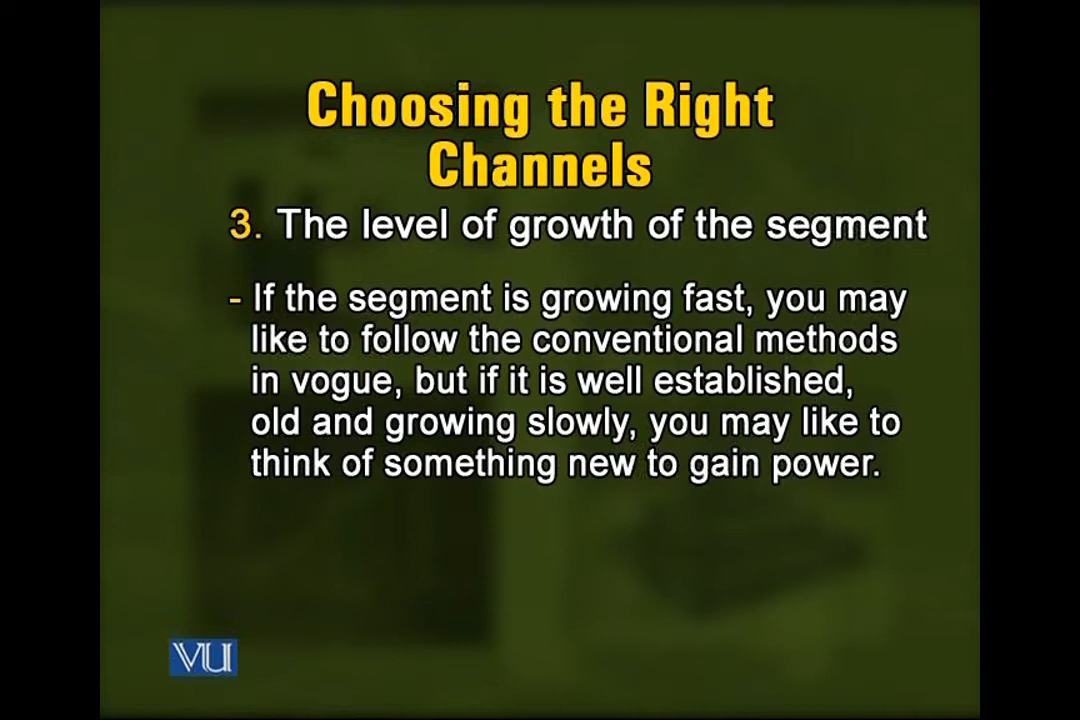 Choosing the Right
Channels
3. The level of growth of the segment
- If the segment is growing fast, you may
like to follow the conventional methods
in vogue, but if it is well established,
old and growing slowly, you may like to
think of something new to gain power.
VU